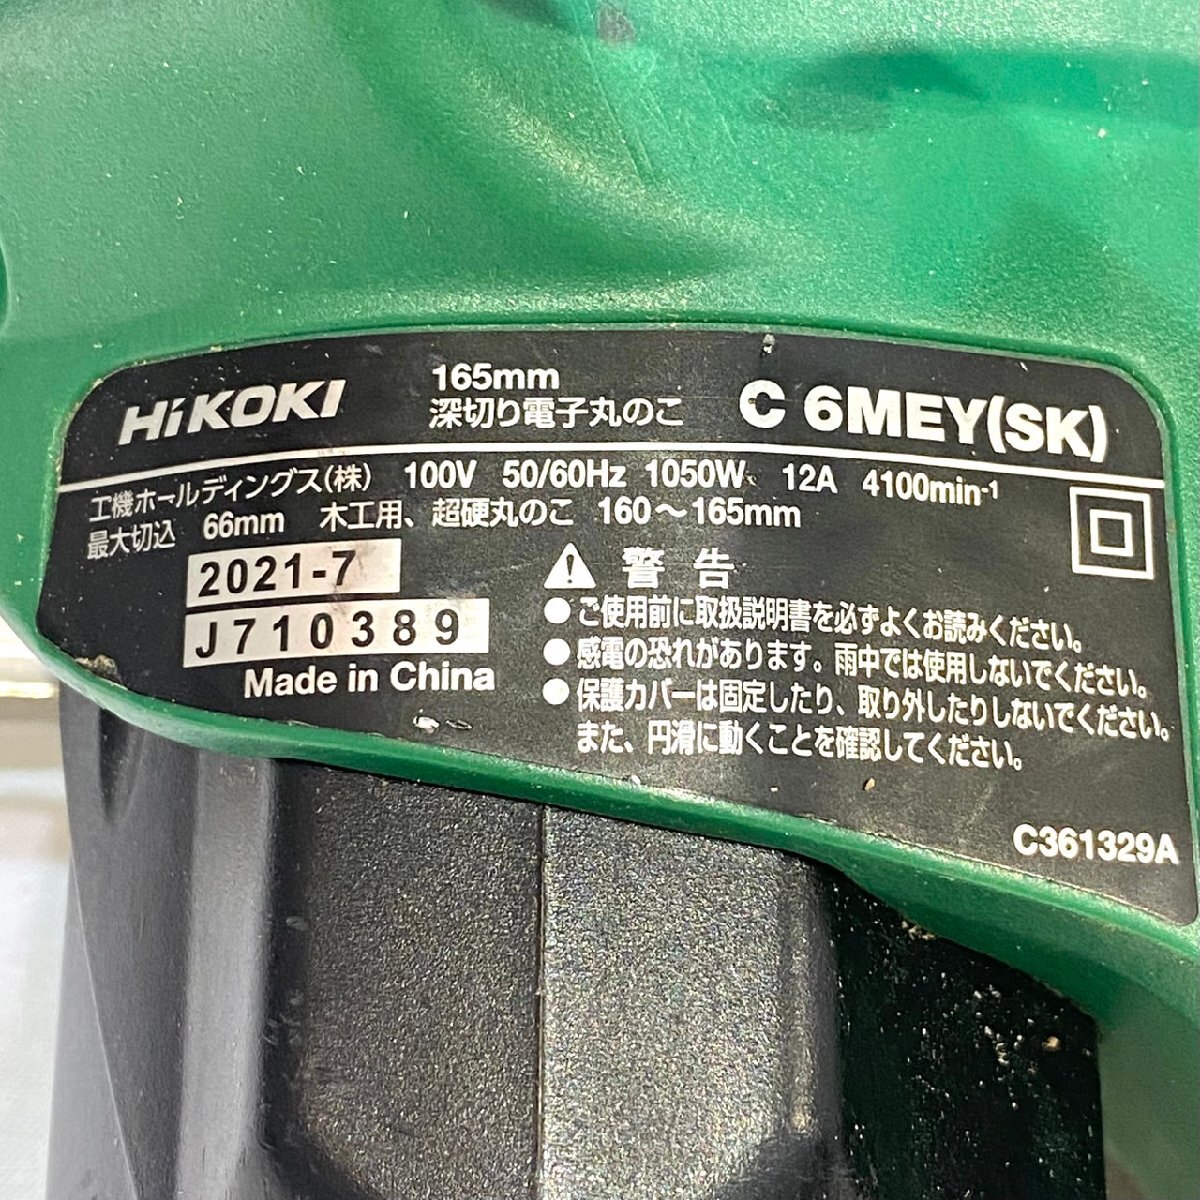 HiKOKI
165mm
深切り電子丸のこ
C 6MEY(SK)
工機ホールディングス(株) 100V 50/60Hz 1050W 12A 4100min-1
最大切込 66mm 木工用、超硬丸のこ 160〜165mm
2021-7
J710389
Made in China
警告
●ご使用前に取扱説明書を必ずよくお読みください。
●感電の恐れがあります。雨中では使用しないでください。
●保護カバーは固定したり、取り外したりしないでください。
また、円滑に動くことを確認してください。
C361329A